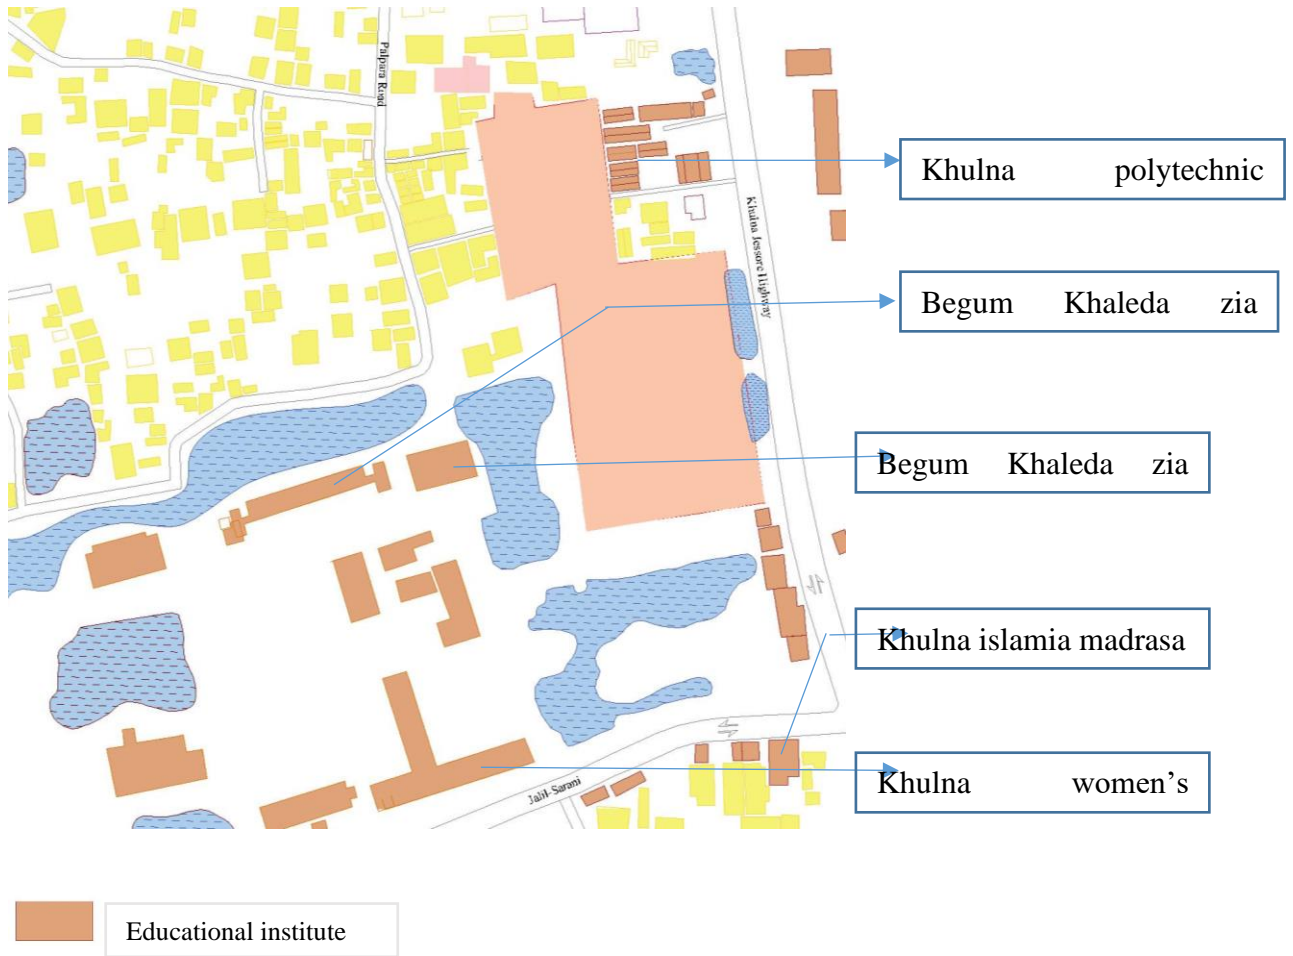 Palpara Road
Khulna Jessore Highway
Khulna polytechnic
Begum Khaleda zia
Begum Khaleda zia
Khulna islamia madrasa
Khulna women’s
Jalil-Sarani
Educational institute